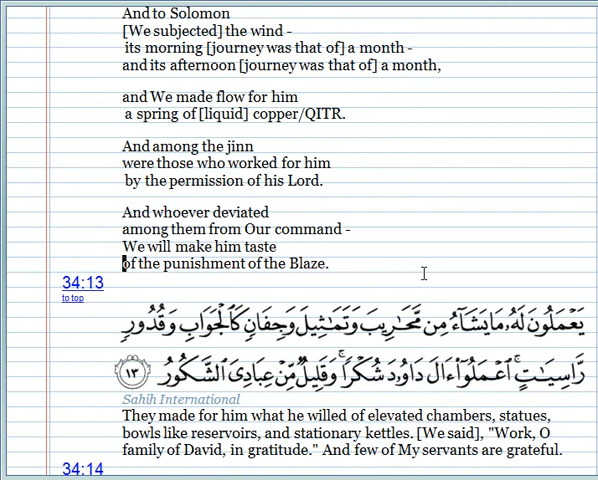 And to Solomon
[We subjected] the wind -
its morning [journey was that of] a month -
and its afternoon [journey was that of] a month,
and We made flow for him
a spring of [liquid] copper/QITR.
And among the jinn
were those who worked for him
by the permission of his Lord.
And whoever deviated
among them from Our command -
We will make him taste
of the punishment of the Blaze.
34:13
to top
يَعْمَلُونَ لَهُۥ مَا يَشَآءُ مِن مَّحَٰرِيبَ وَتَمَٰثِيلَ وَجِفَانٍ كَٱلْجَوَابِ وَقُدُورٍ
رَّاسِيَٰتٍ ۚ ٱعْمَلُوٓا۟ ءَالَ دَاوُۥدَ شُكْرًا ۚ وَقَلِيلٌ مِّنْ عِبَادِىَ ٱلشَّكُورُ ١٣
Sahih International
They made for him what he willed of elevated chambers, statues,
bowls like reservoirs, and stationary kettles. [We said], "Work, O
family of David, in gratitude." And few of My servants are grateful.
34:14